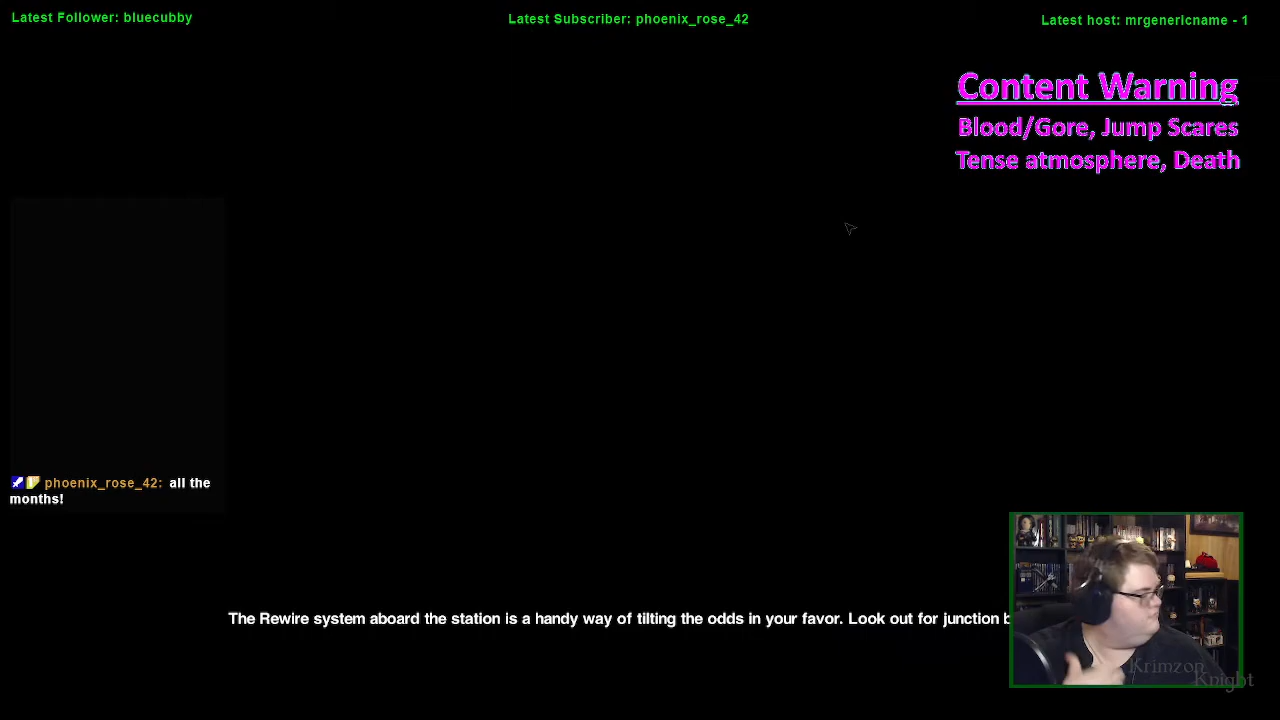 Latest Follower: bluecubby
Latest Subscriber: phoenix_rose_42
Latest host: mrgenericname - 1
Content Warning
Blood/Gore, Jump Scares
Tense atmosphere, Death
phoenix_rose_42: all the
months!
The Rewire system aboard the station is a handy way of tilting the odds in your favor. Look out for junction
Krimzon
Knight